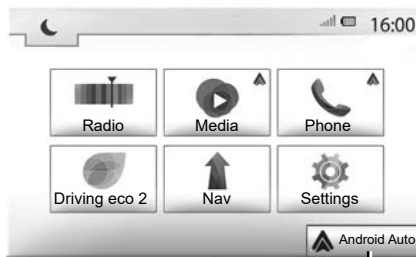 16:00
Radio Media Phone
Driving eco 2 Nav Settings
Android Auto